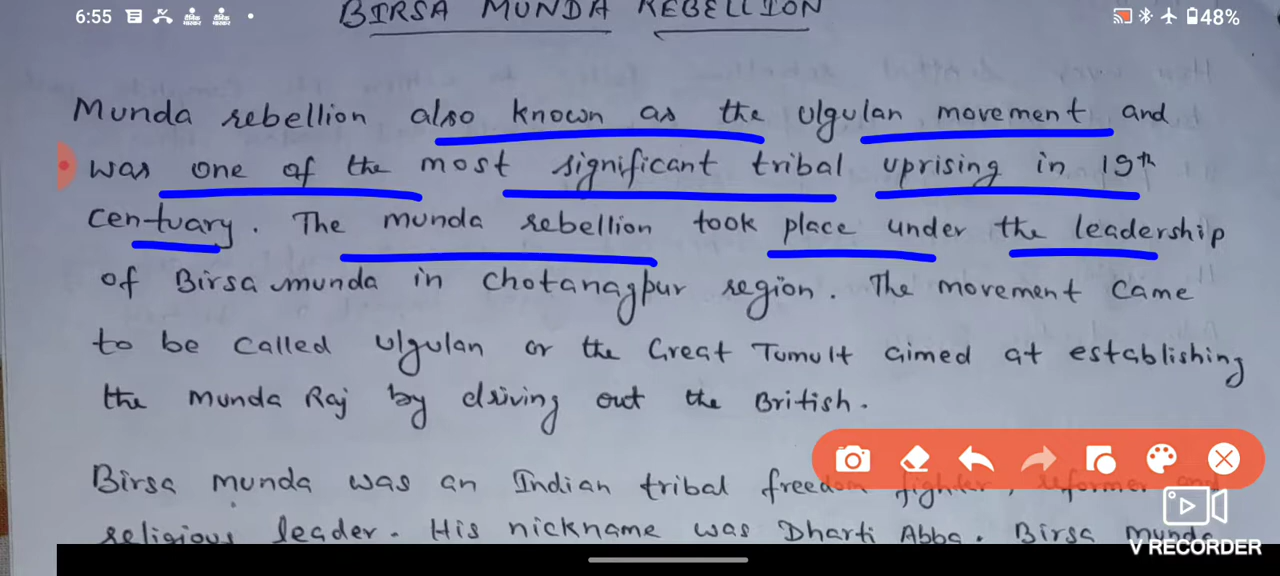 6:55
48%
BIRSA MUNDA REBELLION
Munda rebellion also known as the Ulgulan movement and
was one of the most significant tribal uprising in 19th
centuary. The munda rebellion took place under the leadership
of Birsa munda in Chotanagpur region. The movement came
to be called Ulgulan or the Great Tumult aimed at establishing
the Munda Raj by driving out the British.
Birsa munda was an Indian tribal freedom fighter, reformer and
religious leader. His nickname was Dharti Abba. Birsa Munda
V RECORDER